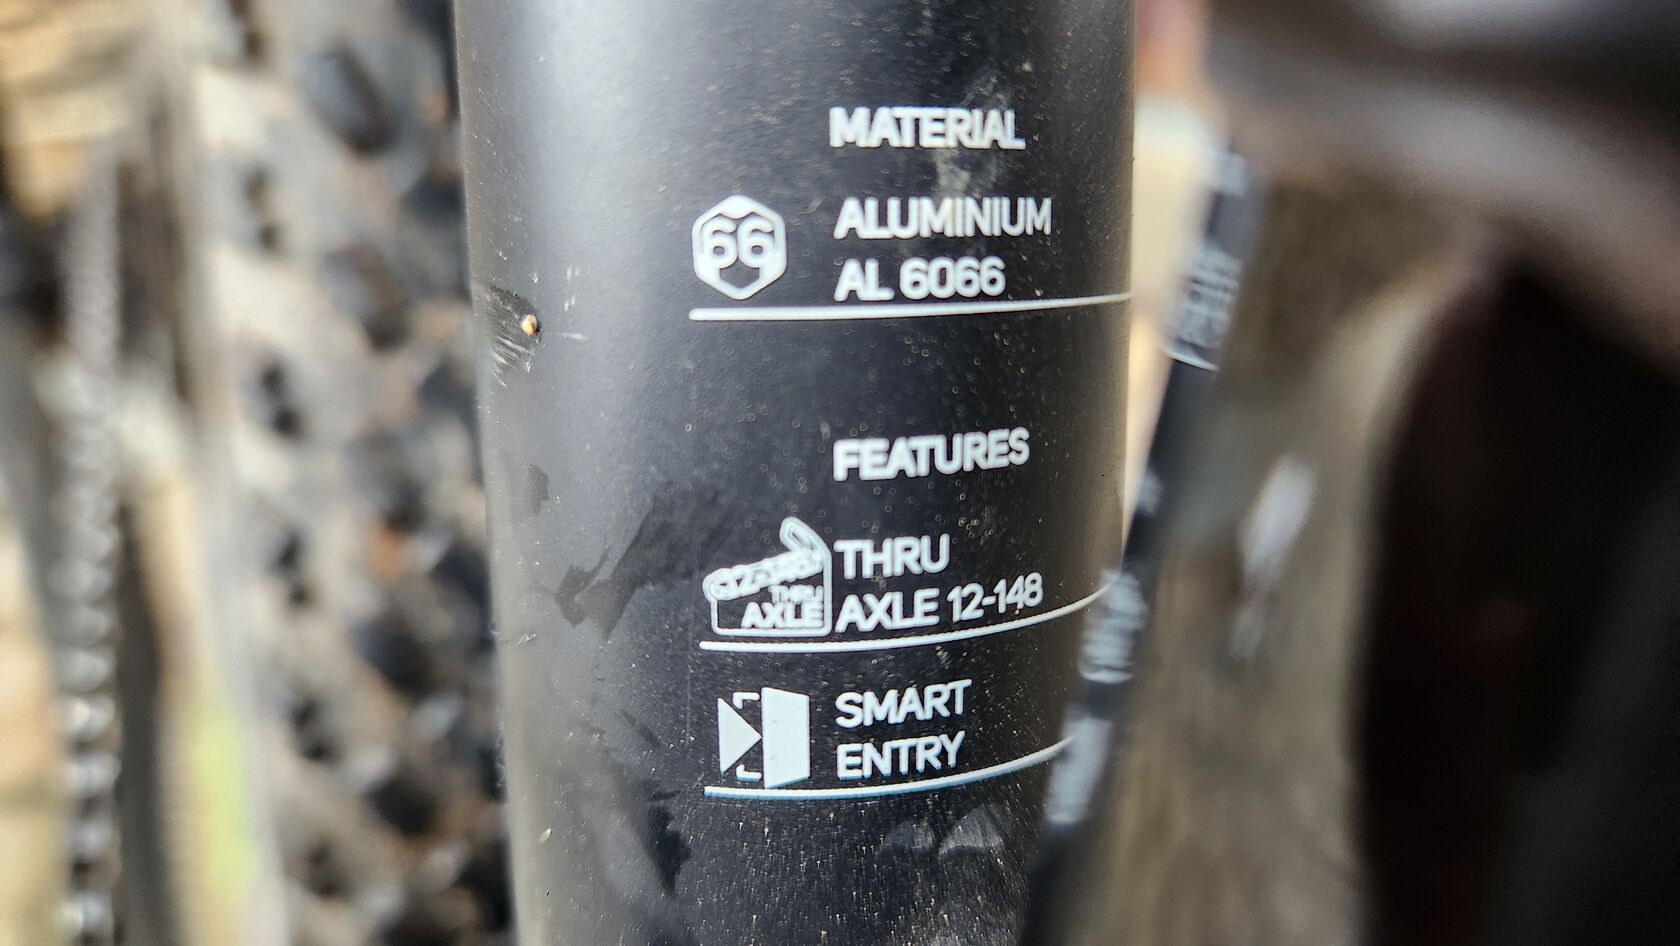 MATERIAL
66
ALUMINIUM
AL 6066
FEATURES
THRU
AXLE
THRU
AXLE 12-148
SMART
ENTRY